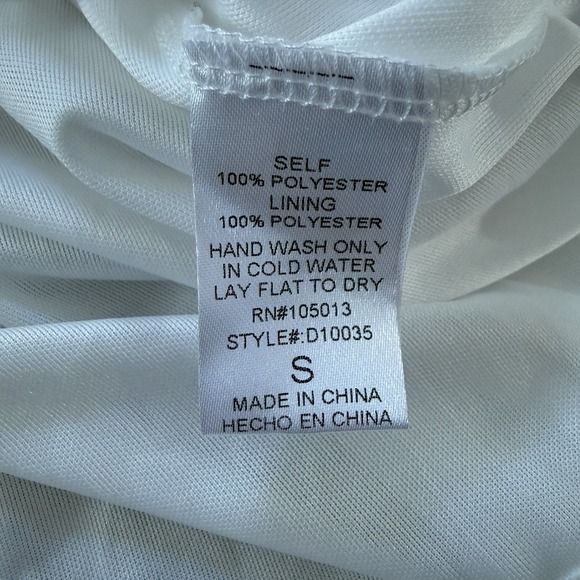 SELF
100% POLYESTER
LINING
100% POLYESTER
HAND WASH ONLY
IN COLD WATER
LAY FLAT TO DRY
RN#105013
STYLE#:D10035
S
MADE IN CHINA
HECHO EN CHINA